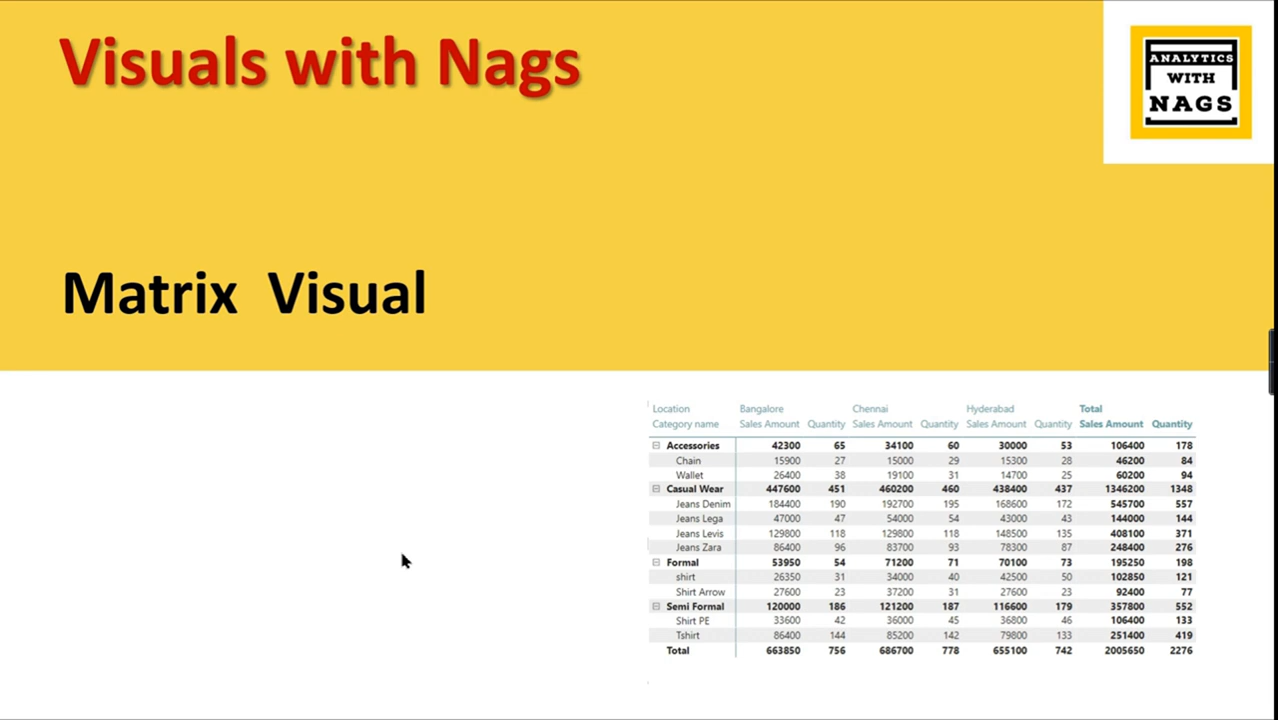 Visuals with Nags
ANALYTICS
WITH
NAGS
Matrix Visual
Location Bangalore Chennai Hyderabad Total
Category name Sales Amount Quantity Sales Amount Quantity Sales Amount Quantity Sales Amount Quantity
Accessories 42300 65 34100 60 30000 53 106400 178
Chain 15900 27 15000 29 15300 28 46200 84
Wallet 26400 38 19100 31 14700 25 60200 94
Casual Wear 447600 451 460200 460 438400 437 1346200 1348
Jeans Denim 184400 190 192700 195 168600 172 545700 557
Jeans Lega 47000 47 54000 54 43000 43 144000 144
Jeans Levis 129800 118 129800 118 148500 135 408100 371
Jeans Zara 86400 96 83700 93 78300 87 248400 276
Formal 53950 54 71200 71 70100 73 195250 198
shirt 26350 31 34000 40 42500 50 102850 121
Shirt Arrow 27600 23 37200 31 27600 23 92400 77
Semi Formal 120000 186 121200 187 116600 179 357800 552
Shirt PE 33600 42 36000 45 36800 46 106400 133
Tshirt 86400 144 85200 142 79800 133 251400 419
Total 663850 756 686700 778 655100 742 2005650 2276